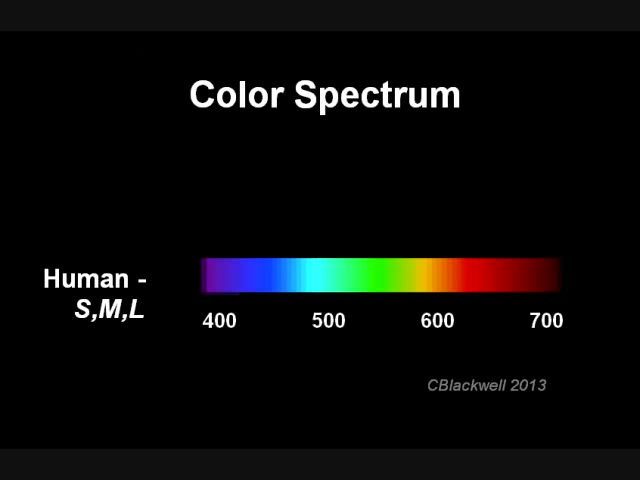 Color Spectrum
Human -
S,M,L
400 500 600 700
CBlackwell 2013